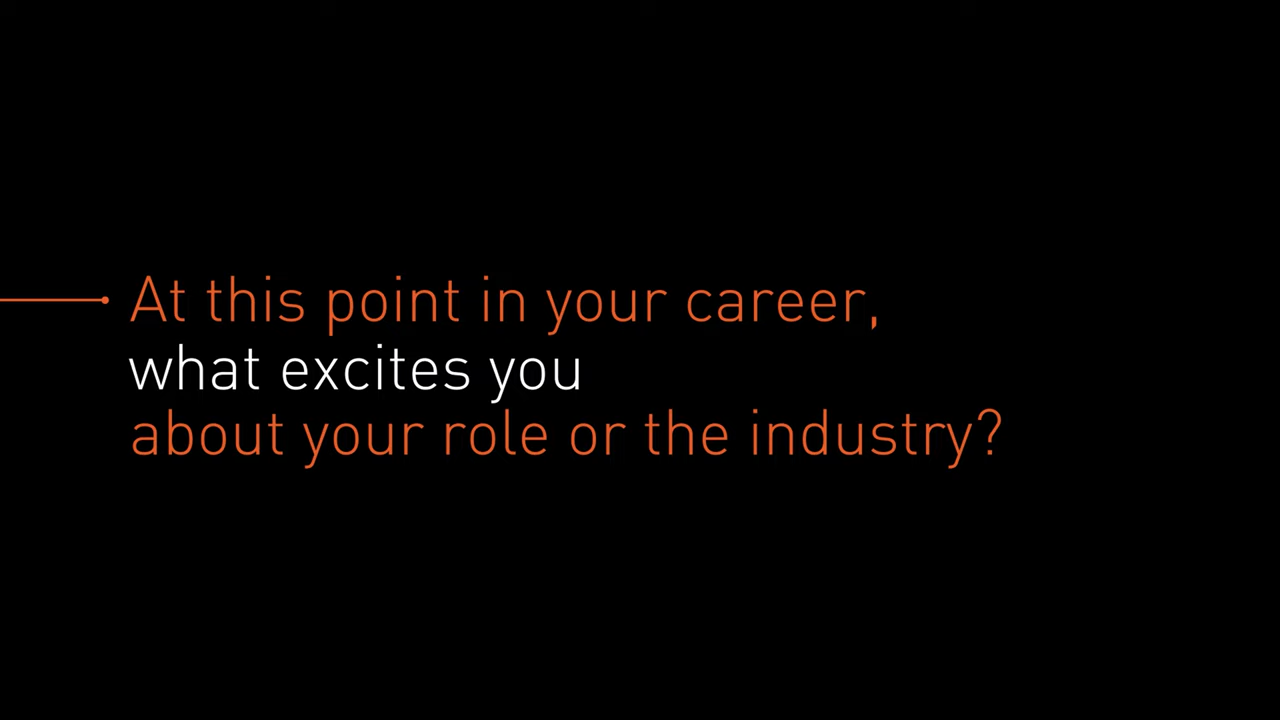 At this point in your career,
what excites you
about your role or the industry?